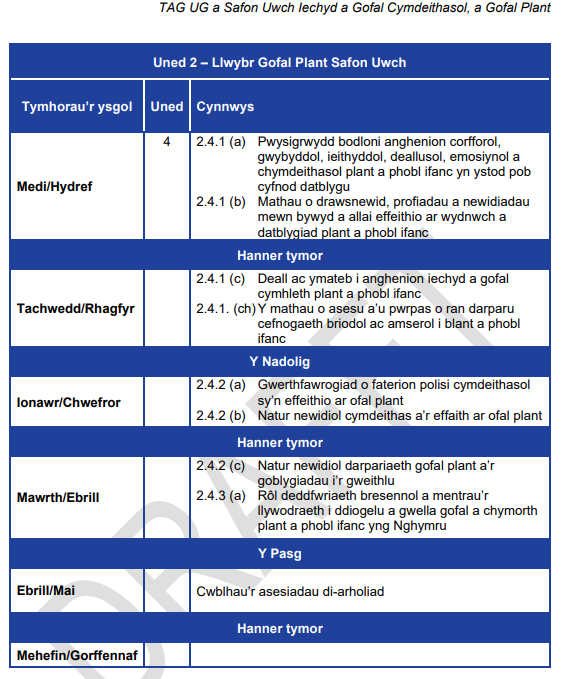 TAG UG a Safon Uwch Iechyd a Gofal Cymdeithasol, a Gofal Plant
Uned 2 – Llwybr Gofal Plant Safon Uwch
Tymhorau'r ysgol Uned Cynnwys
Medi/Hydref
4
2.4.1 (a) Pwysigrwydd bodloni anghenion corfforol,
gwybyddol, ieithyddol, deallusol, emosiynol a
chymdeithasol plant a phobl ifanc yn ystod pob
cyfnod datblygu
2.4.1 (b) Mathau o drawsnewid, profiadau a newidiadau
mewn bywyd a allai effeithio ar wydnwch a
datblygiad plant a phobl ifanc
Hanner tymor
Tachwedd/Rhagfyr
2.4.1 (c) Deall ac ymateb i anghenion iechyd a gofal
cymhleth plant a phobl ifanc
2.4.1. (ch) Y mathau o asesu a'u pwrpas o ran darparu
cefnogaeth briodol ac amserol i blant a phobl
ifanc
Y Nadolig
Ionawr/Chwefror
2.4.2 (a) Gwerthfawrogiad o faterion polisi cymdeithasol
sy'n effeithio ar ofal plant
2.4.2 (b) Natur newidiol cymdeithas a'r effaith ar ofal plant
Hanner tymor
Mawrth/Ebrill
2.4.2 (c) Natur newidiol darpariaeth gofal plant a'r
goblygiadau i'r gweithlu
2.4.3 (a) Rôl deddfwriaeth bresennol a mentrau'r
llywodraeth i ddiogelu a gwella gofal a chymorth
plant a phobl ifanc yng Nghymru
Y Pasg
Ebrill/Mai
Cwblhau'r asesiadau di-arholiad
Hanner tymor
Mehefin/Gorffennaf
DRAFT